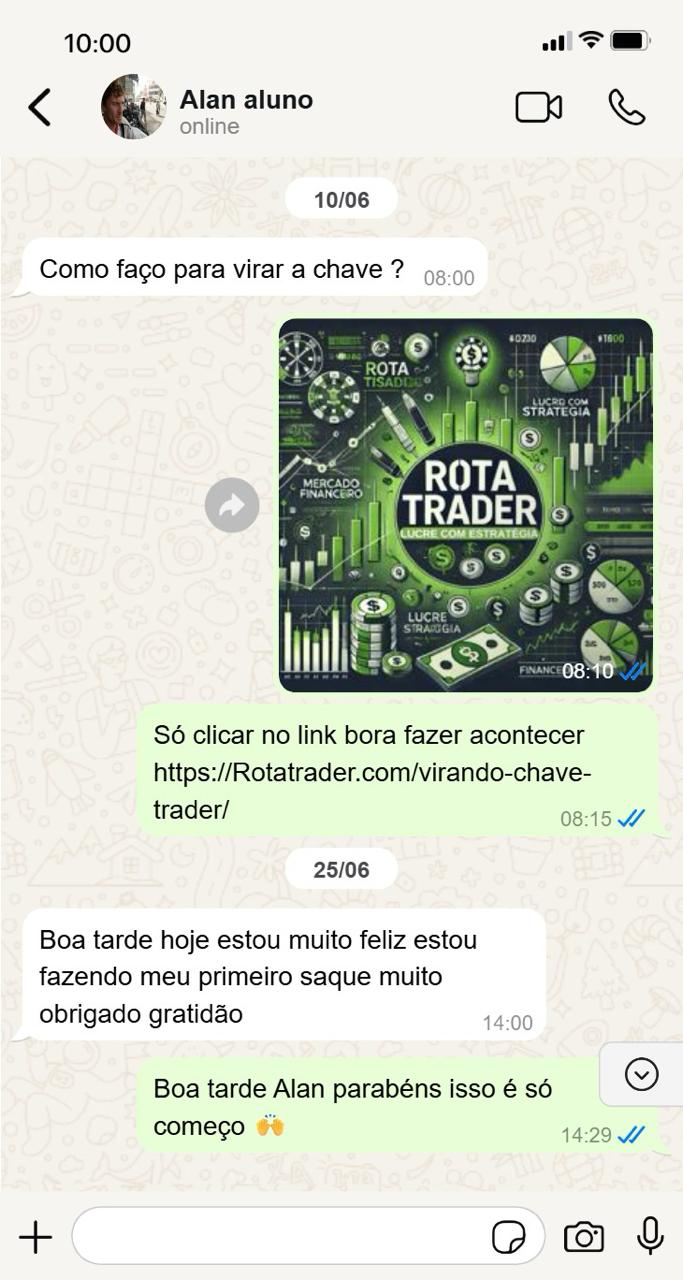 10:00
Alan aluno
online
10/06
Como faço para virar a chave ?
08:00
ROTA
TISADING
$0230
$1600
LUCRO COM
STRATEGIA
MERCADO
FINANCEIRO
ROTA
TRADER
LUCRE COM ESTRATEGIA
LUCRE
08:10
Só clicar no link bora fazer acontecer
https://Rotatrader.com/virando-chave-
trader/
08:15
25/06
Boa tarde hoje estou muito feliz estou
fazendo meu primeiro saque muito
obrigado gratidão
14:00
Boa tarde Alan parabéns isso é só
começo 🙌
14:29